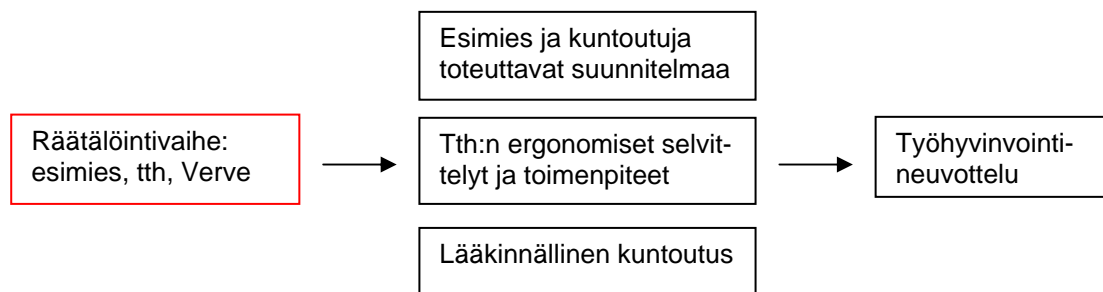 Esimies ja kuntoutuja
toteuttavat suunnitelmaa
Räätälöintivaihe:
esimies, tth, Verve
Tth:n ergonomiset selvit-
telyt ja toimenpiteet
Työhyvinvointi-
neuvottelu
Lääkinnällinen kuntoutus